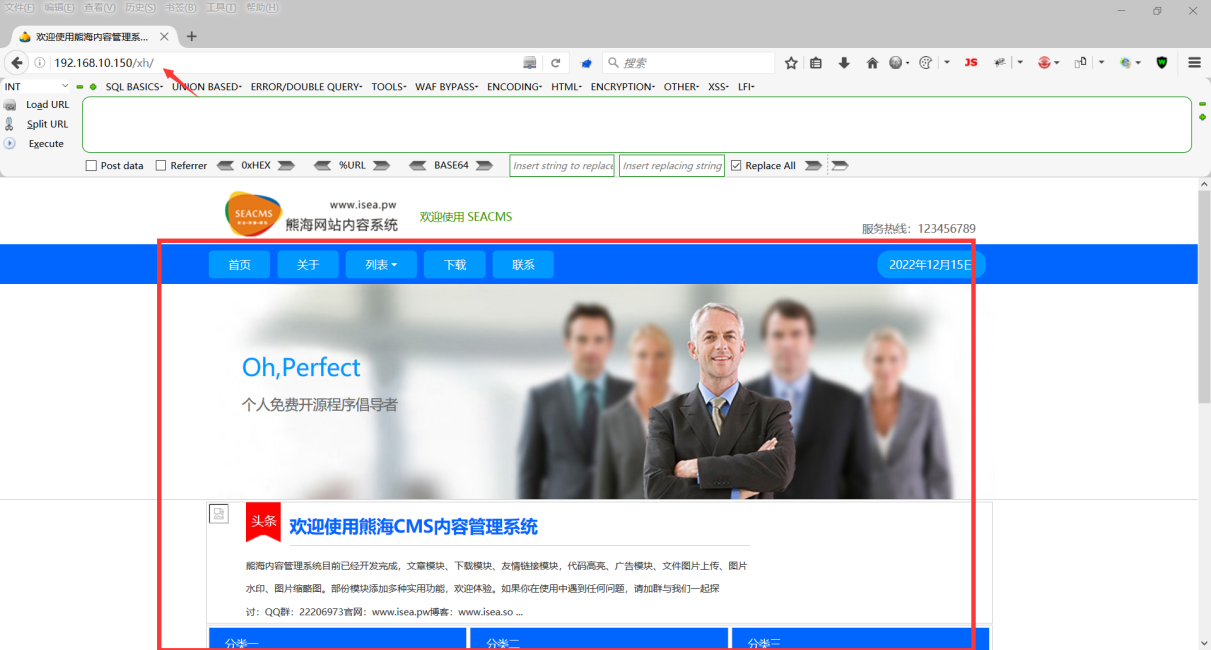 文件(F) 编辑(E) 查看(V) 历史(S) 书签(B) 工具(T) 帮助(H)
欢迎使用熊海内容管理系...
192.168.10.150/xh/
搜索
JS
INT SQL BASICS UNION BASED ERROR/DOUBLE QUERY TOOLS WAF BYPASS ENCODING HTML ENCRYPTION OTHER XSS LFI
Load URL
Split URL
Execute
Post data Referrer 0xHEX %URL BASE64 Insert string to replace Insert replacing string Replace All
SEACMS
www.isea.pw
熊海网站内容系统
欢迎使用 SEACMS
服务热线：123456789
首页 关于 列表 下载 联系 2022年12月15日
Oh,Perfect
个人免费开源程序倡导者
头条
欢迎使用熊海CMS内容管理系统
熊海内容管理系统目前已经开发完成，文章模块、下载模块、友情链接模块，代码高亮、广告模块、文件图片上传、图片
水印、图片缩略图。部份模块添加多种实用功能，欢迎体验。如果你在使用中遇到任何问题，请加群与我们一起探
讨：QQ群：22206973官网：www.isea.pw博客：www.isea.so ...
分类一 分类二 分类三